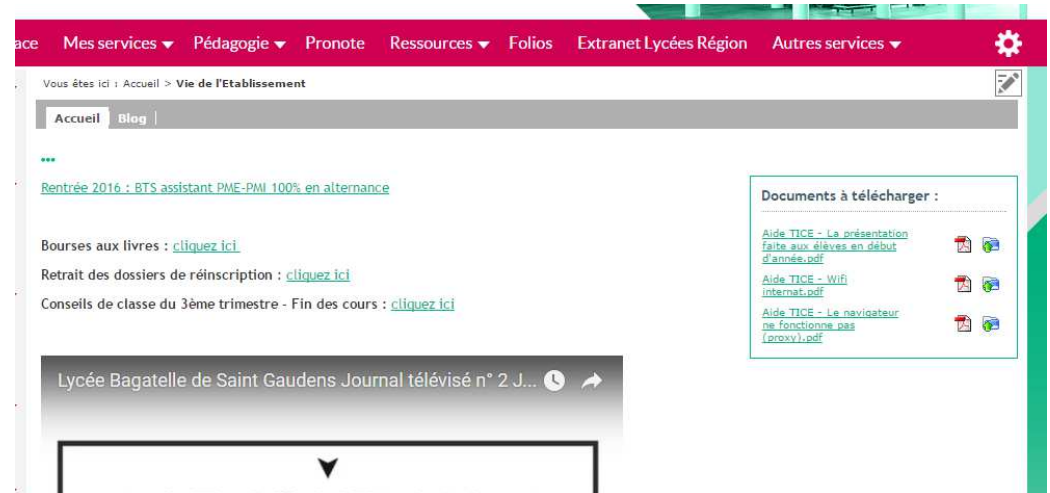 Mes services Pédagogie Pronote Ressources Folios Extranet Lycées Région Autres services
Vous êtes ici : Accueil > Vie de l'Etablissement
Accueil Blog
...
Rentrée 2016 : BTS assistant PME-PMI 100% en alternance
Bourses aux livres : cliquez ici
Retrait des dossiers de réinscription : cliquez ici
Conseils de classe du 3ème trimestre - Fin des cours : cliquez ici
Documents à télécharger :
Aide TICE - La présentation
faite aux élèves en début
d'année.pdf
Aide TICE - Wifi
internat.pdf
Aide TICE - Le navigateur
ne fonctionne pas
(proxy).pdf
Lycée Bagatelle de Saint Gaudens Journal télévisé n° 2 J...